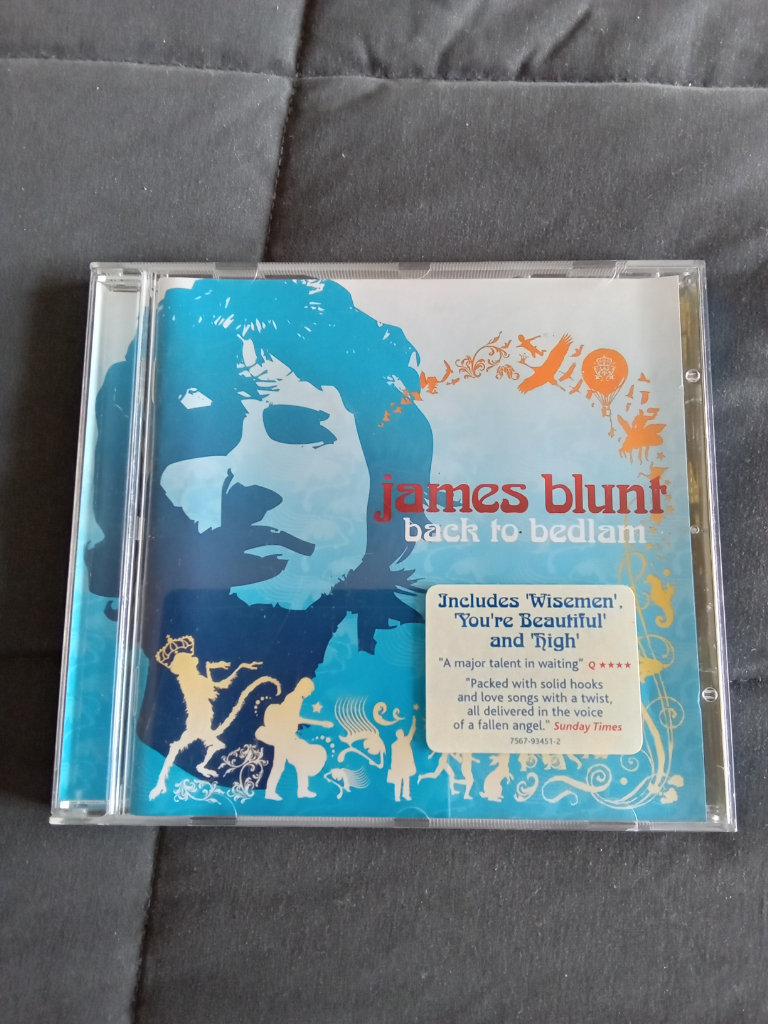 james blunt
back to bedlam
Includes 'Wisemen',
'You're Beautiful'
and 'High'
"A major talent in waiting" Q ★★★★
"Packed with solid hooks
and love songs with a twist,
all delivered in the voice
of a fallen angel." Sunday Times
7567-93451-2